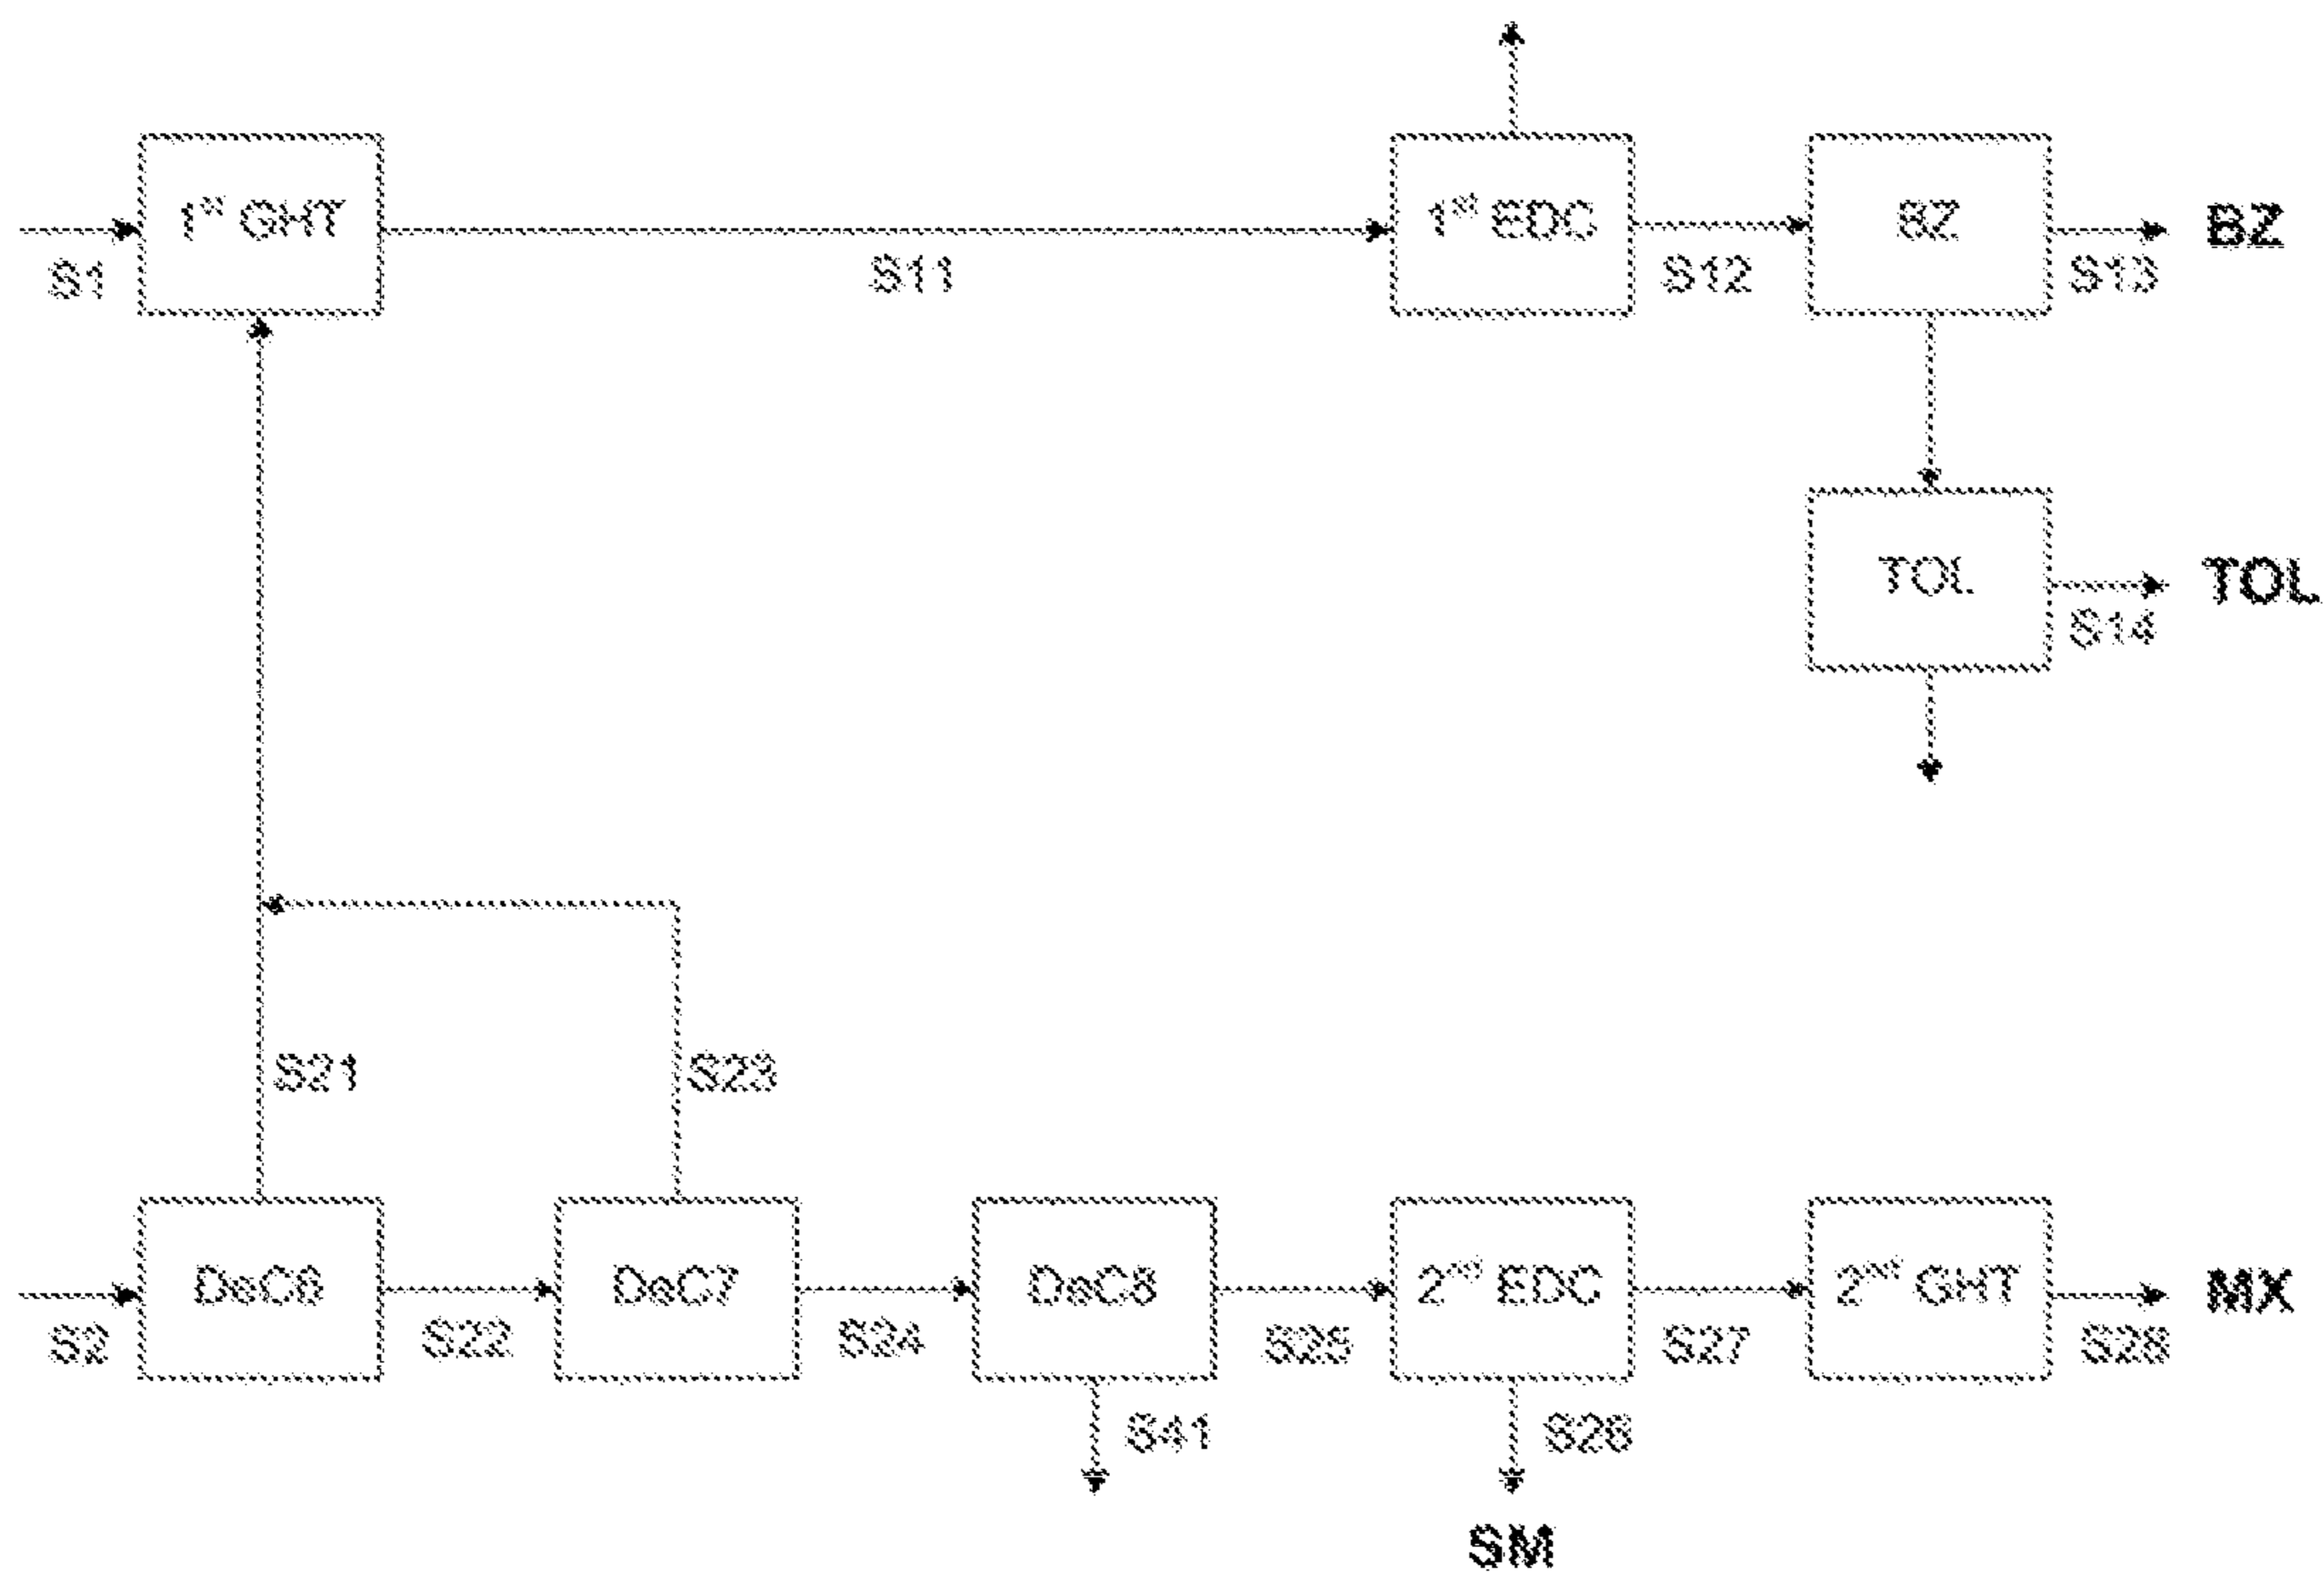 1st GHT
1st EDC
BZ
BZ
S1
S11
S12
S13
TOL
TOL
S14
S21
S23
DeC6
DeC7
DeC8
2nd EDC
2nd GHT
MX
S2
S22
S24
S25
S27
S28
S41
S26
SM